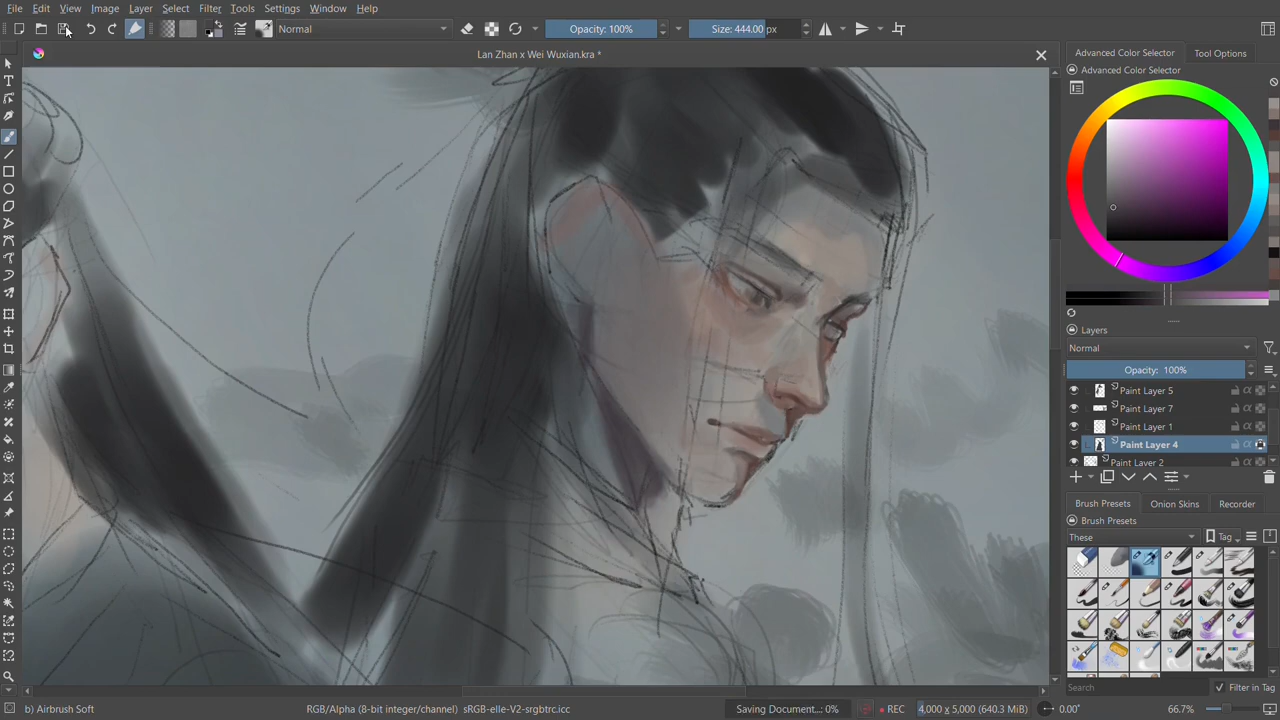 File Edit View Image Layer Select Filter Tools Settings Window Help
Normal Opacity: 100% Size: 444.00 px
Lan Zhan x Wei Wuxian.kra *
Advanced Color Selector Tool Options
Advanced Color Selector
Layers
Normal
Opacity: 100%
Paint Layer 5
Paint Layer 7
Paint Layer 1
Paint Layer 4
Paint Layer 2
Brush Presets Onion Skins Recorder
Brush Presets
These Tag
Search Filter in Tag
b) Airbrush Soft RGB/Alpha (8-bit integer/channel) sRGB-elle-V2-srgbtrc.icc Saving Document...: 0% REC 4,000 x 5,000 (640.3 MiB) 0.00° 66.7%